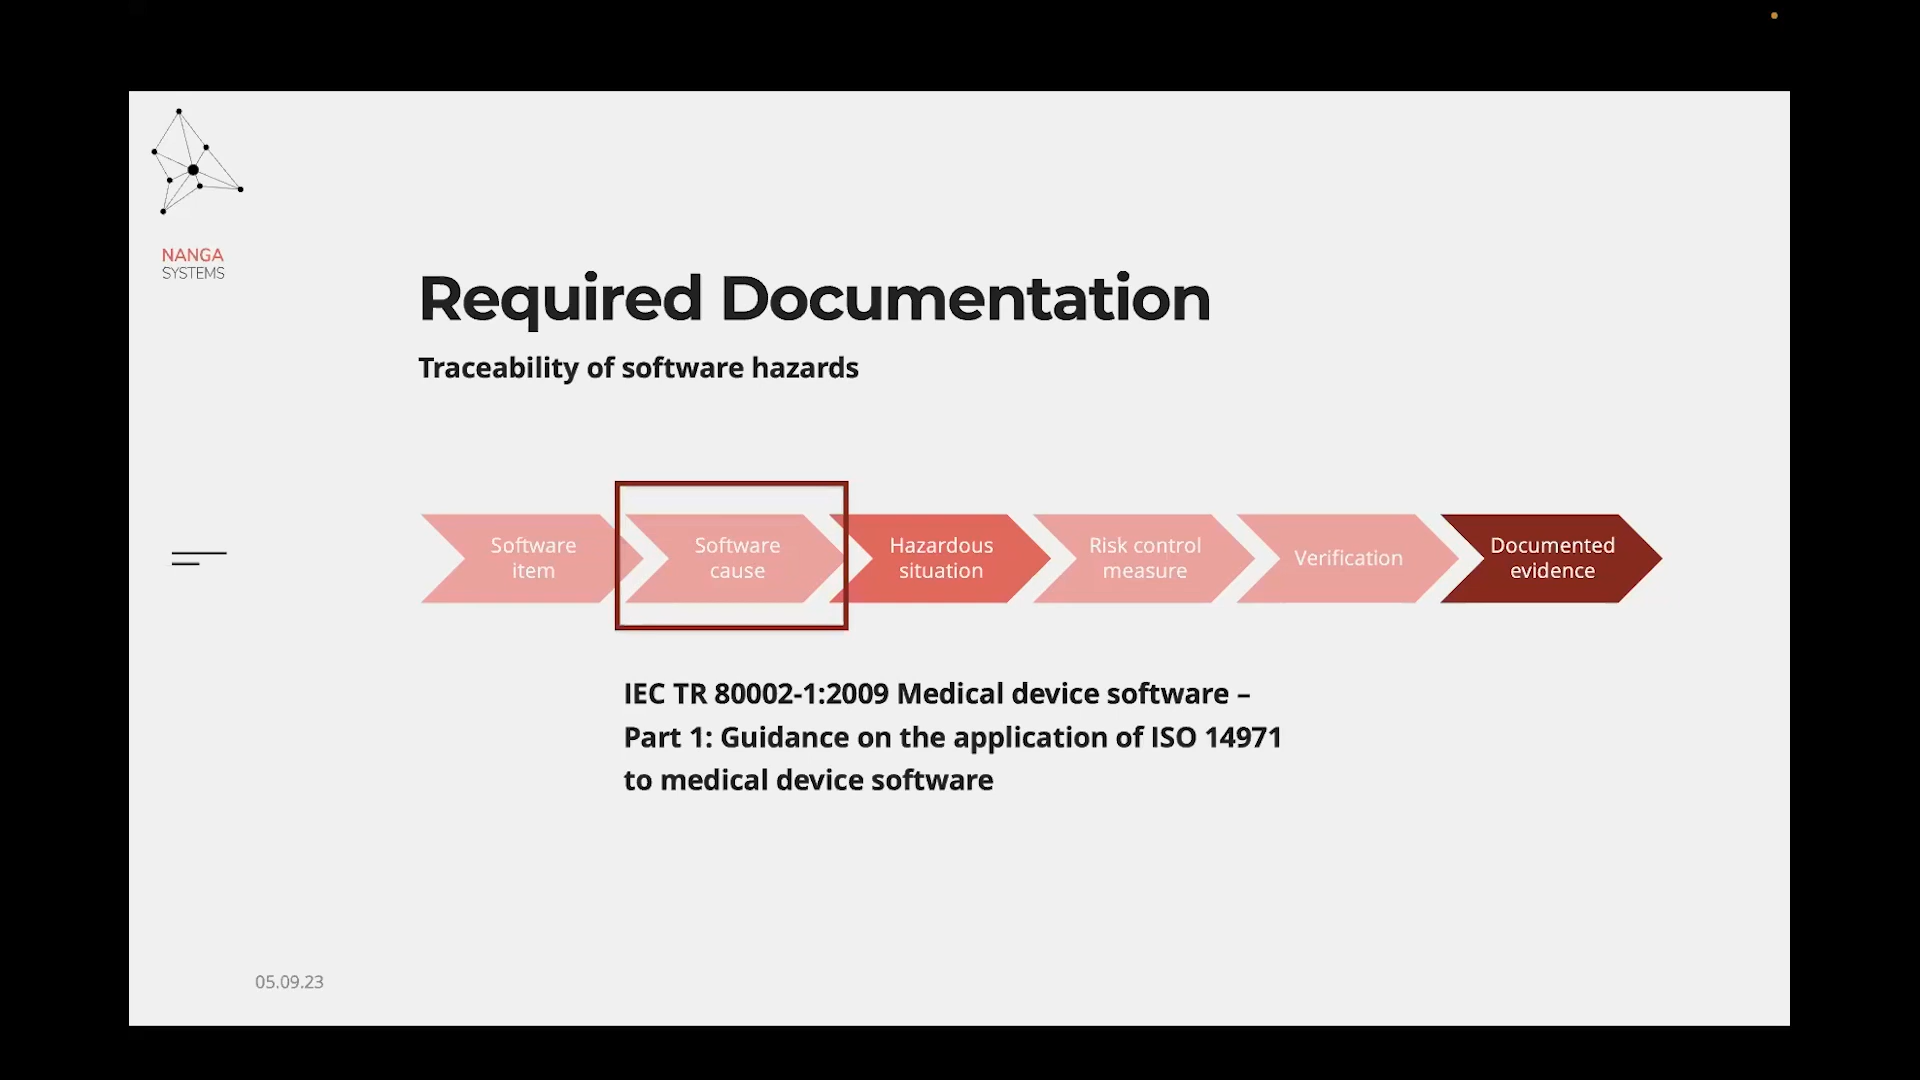 NANGA
SYSTEMS
Required Documentation
Traceability of software hazards
Software
item
Software
cause
Hazardous
situation
Risk control
measure
Verification
Documented
evidence
IEC TR 80002-1:2009 Medical device software –
Part 1: Guidance on the application of ISO 14971
to medical device software
05.09.23